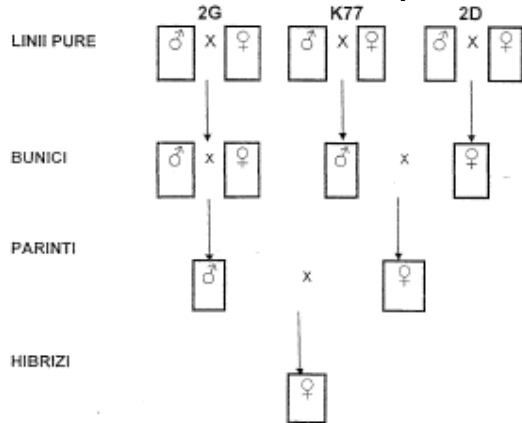 2G K77 2D
LINII PURE ♂ X ♀ ♂ X ♀ ♂ X ♀
BUNICI ♂ x ♀ ♂ x ♀
PARINTI
♂ x ♀
HIBRIZI
♀